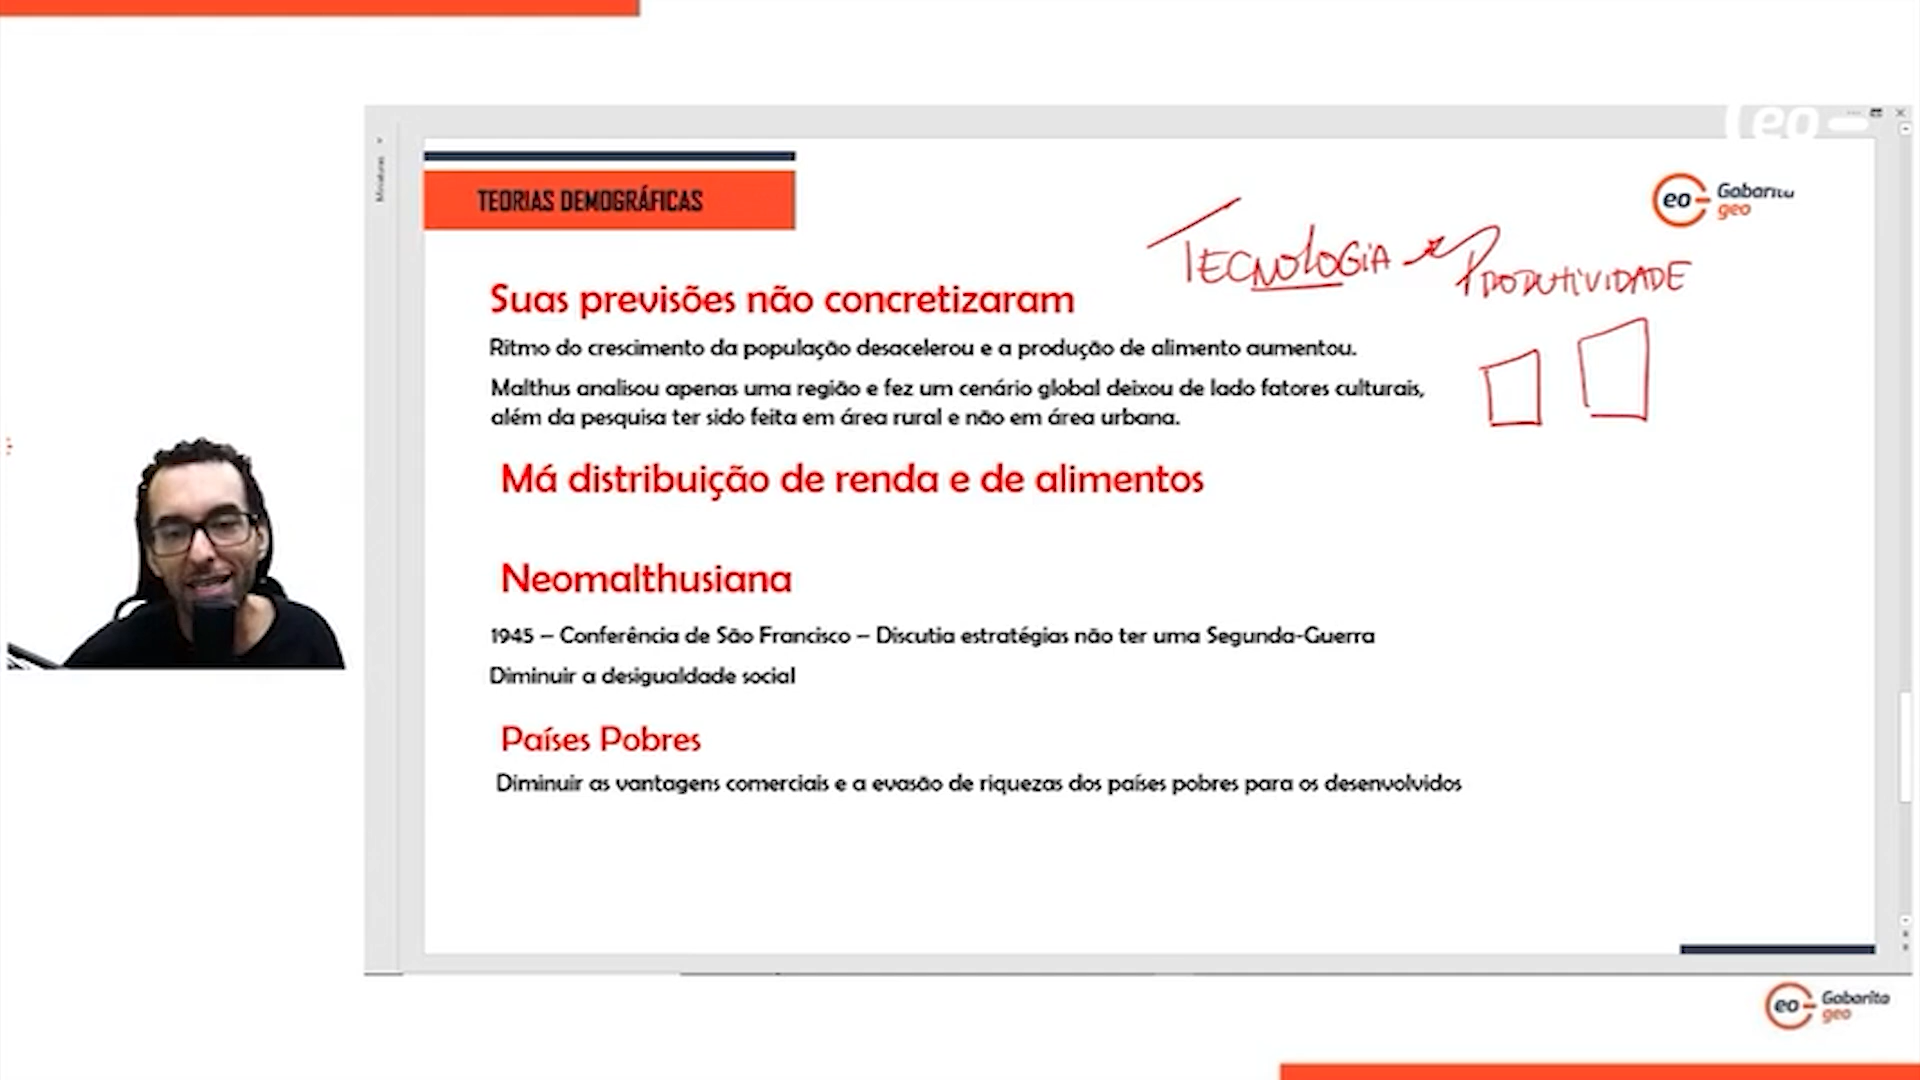 eo
Miniaturas
TEORIAS DEMOGRÁFICAS
eo Gabarito
geo
TECNOLOGIA PRODUTIVIDADE
Suas previsões não concretizaram
Ritmo do crescimento da população desacelerou e a produção de alimento aumentou.
Malthus analisou apenas uma região e fez um cenário global deixou de lado fatores culturais,
além da pesquisa ter sido feita em área rural e não em área urbana.
Má distribuição de renda e de alimentos
Neomalthusiana
1945 – Conferência de São Francisco – Discutia estratégias não ter uma Segunda-Guerra
Diminuir a desigualdade social
Países Pobres
Diminuir as vantagens comerciais e a evasão de riquezas dos países pobres para os desenvolvidos
eo Gabarito
geo